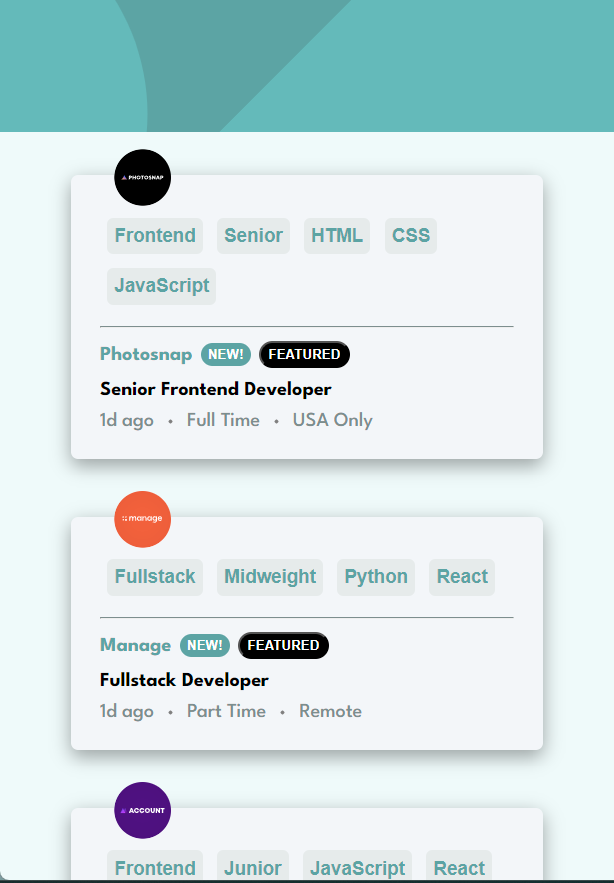 PHOTOSNAP
Frontend Senior HTML CSS
JavaScript
Photosnap NEW! FEATURED
Senior Frontend Developer
1d ago • Full Time • USA Only
manage
Fullstack Midweight Python React
Manage NEW! FEATURED
Fullstack Developer
1d ago • Part Time • Remote
ACCOUNT
Frontend Junior JavaScript React